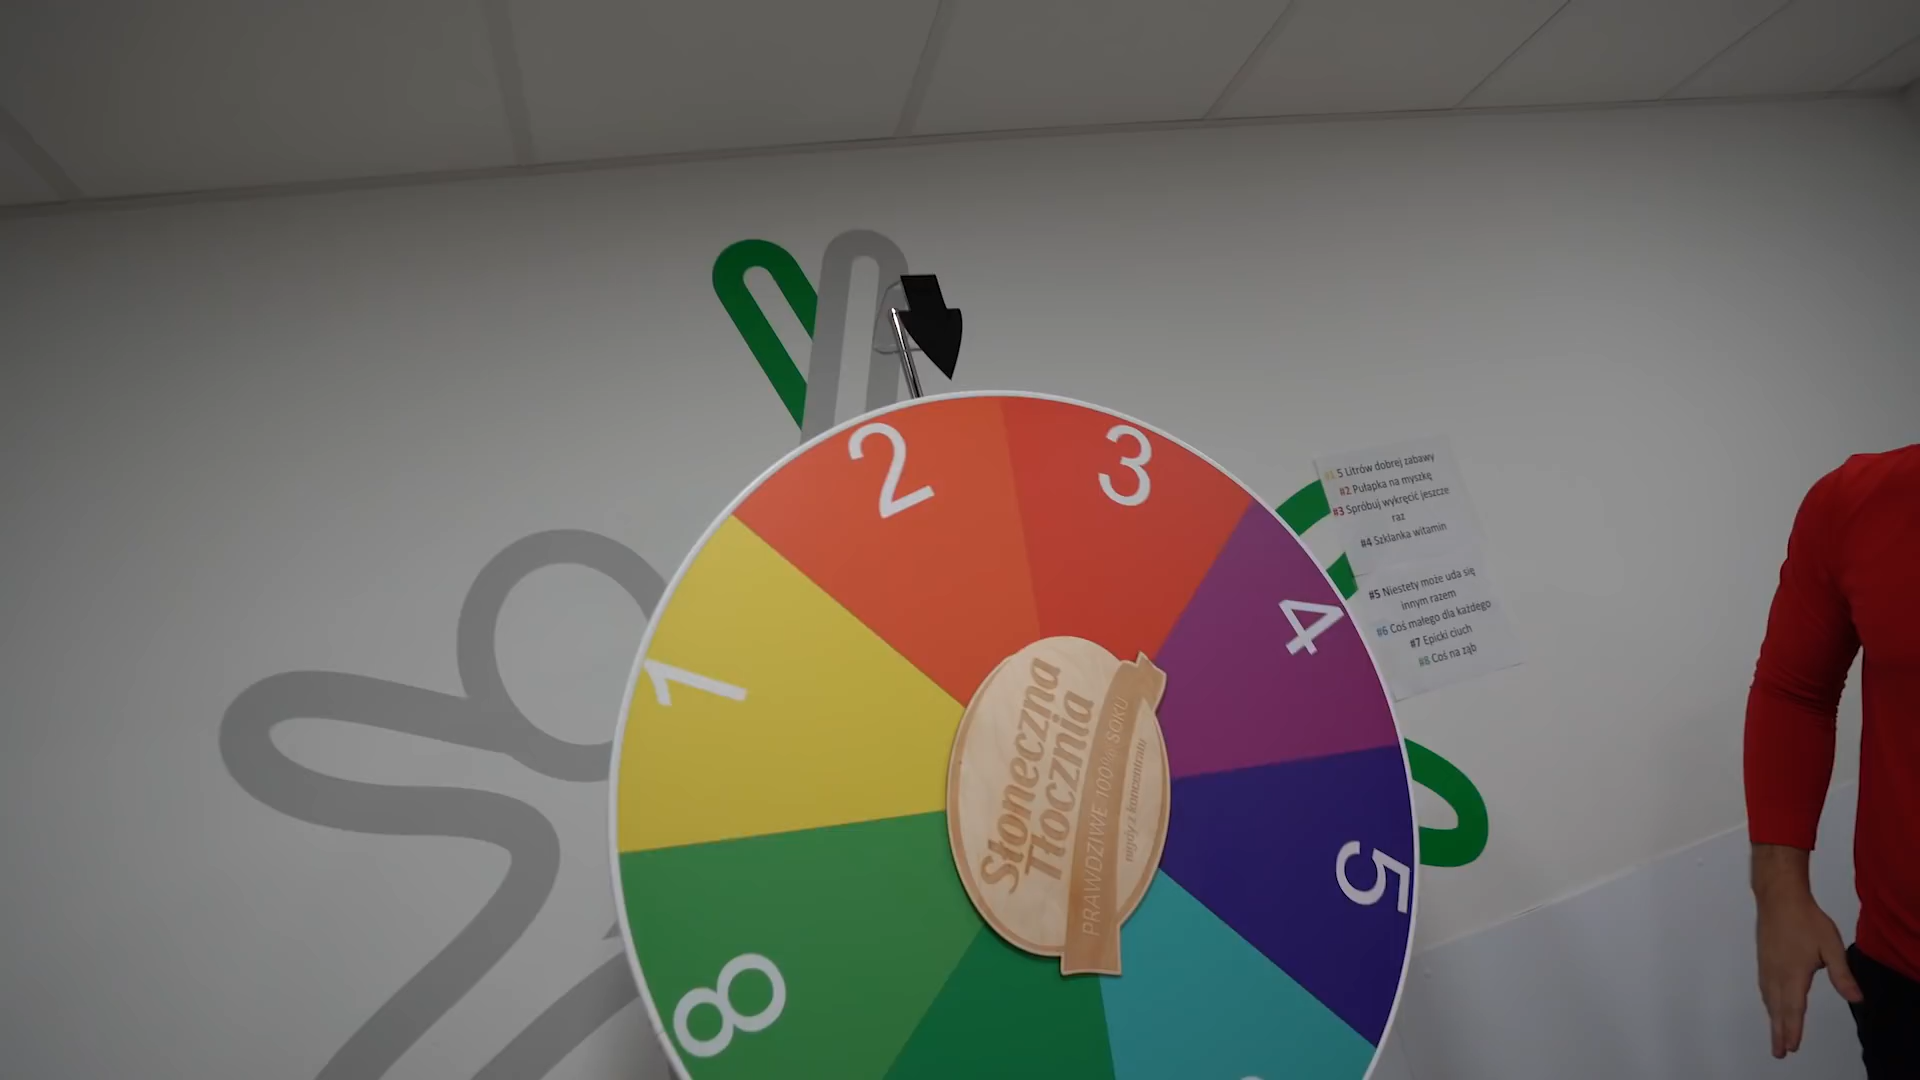 2
3
#1 5 Litrów dobrej zabawy
#2 Pułapka na myszkę
#3 Spróbuj wykręcić jeszcze
raz
#4 Szklanka witamin
#5 Niestety może uda się
innym razem
#6 Coś małego dla każdego
#7 Epicki ciuch
#8 Coś na ząb
1
4
Słoneczna
Tłocznia
PRAWDZIWE 100% SOKU
nigdy z koncentratu
5
8